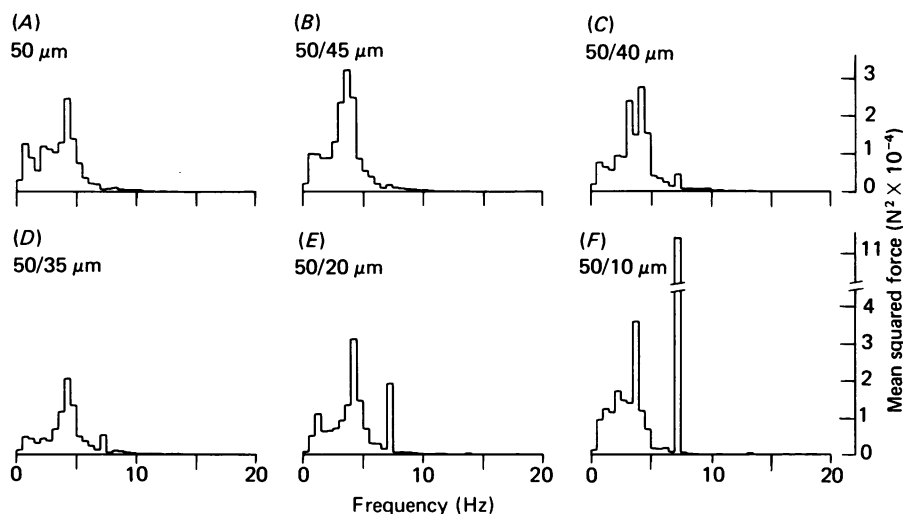 (A)
50 μm
(B)
50/45 μm
(C)
50/40 μm
3
2
1
0
(D)
50/35 μm
(E)
50/20 μm
(F)
50/10 μm
11
4
3
2
1
0
Mean squared force (N² × 10⁻⁴)
0 10 20
0 10 20
0 10 20
Frequency (Hz)